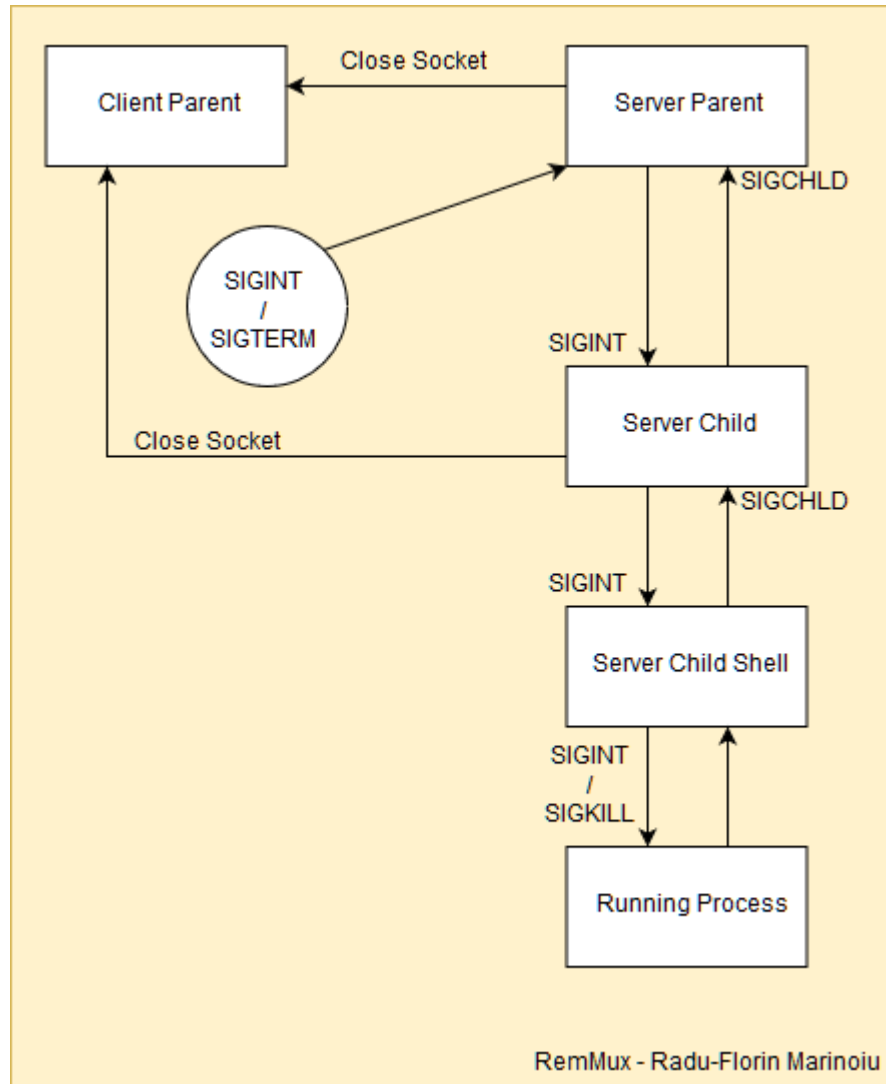 Close Socket
Client Parent
Server Parent
SIGCHLD
SIGINT
/
SIGTERM
SIGINT
Server Child
Close Socket
SIGCHLD
SIGINT
Server Child Shell
SIGINT
/
SIGKILL
Running Process
RemMux - Radu-Florin Marinoiu